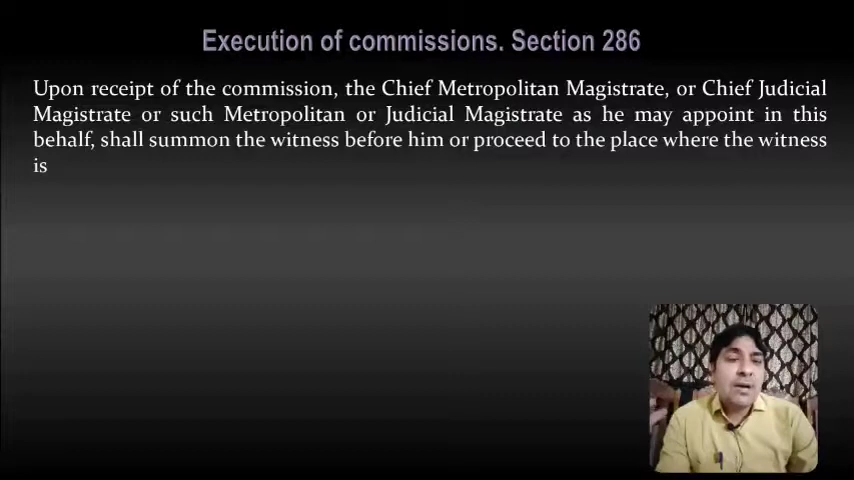 Execution of commissions. Section 286
Upon receipt of the commission, the Chief Metropolitan Magistrate, or Chief Judicial
Magistrate or such Metropolitan or Judicial Magistrate as he may appoint in this
behalf, shall summon the witness before him or proceed to the place where the witness
is